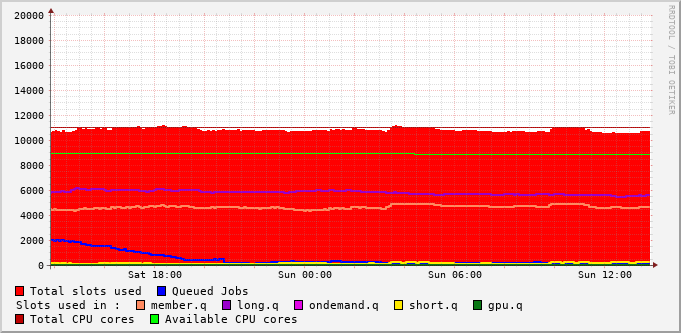 20000
18000
16000
14000
12000
10000
8000
6000
4000
2000
0
Sat 18:00 Sun 00:00 Sun 06:00 Sun 12:00
RRDTOOL / TOBI OETIKER
Total slots used Queued Jobs
Slots used in : member.q long.q ondemand.q short.q gpu.q
Total CPU cores Available CPU cores